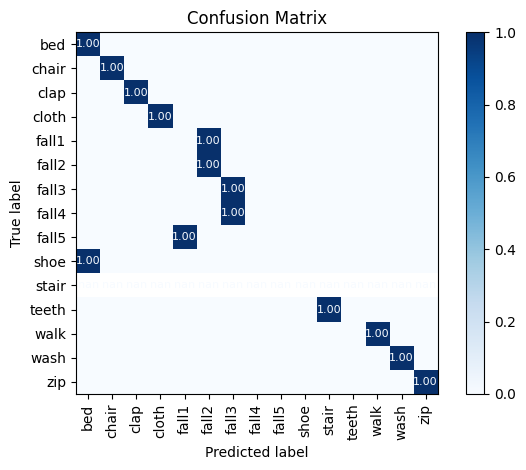 Confusion Matrix
True label
bed 1.00
chair 1.00
clap 1.00
cloth 1.00
fall1 1.00
fall2 1.00
fall3 1.00
fall4 1.00
fall5 1.00
shoe 1.00
stair
teeth 1.00
walk 1.00
wash 1.00
zip 1.00
bed chair clap cloth fall1 fall2 fall3 fall4 fall5 shoe stair teeth walk wash zip
Predicted label
1.0
0.8
0.6
0.4
0.2
0.0